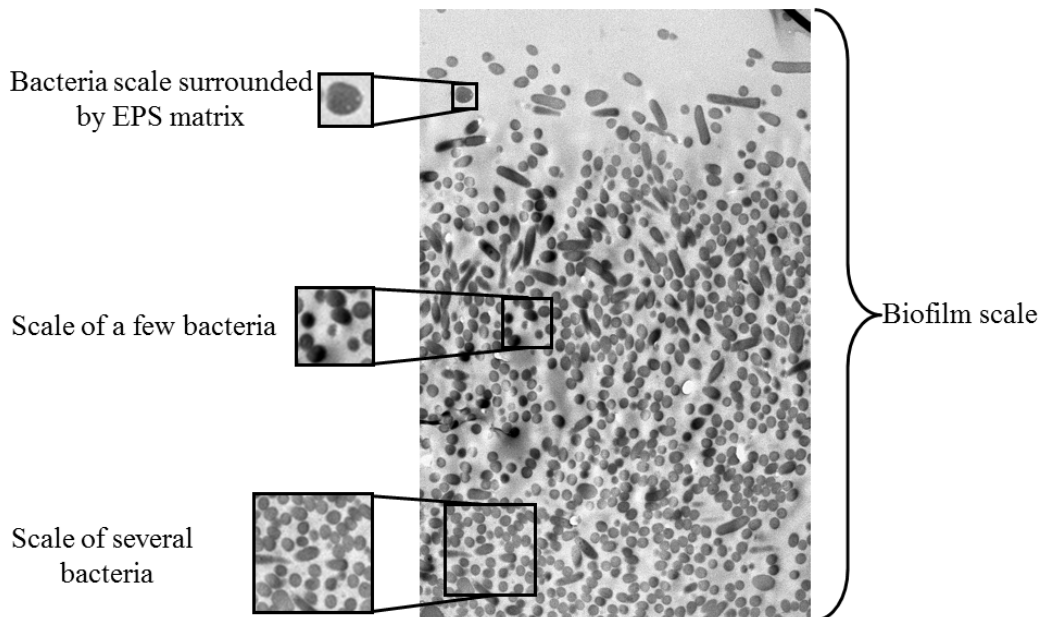 Bacteria scale surrounded
by EPS matrix
Scale of a few bacteria
Biofilm scale
Scale of several
bacteria